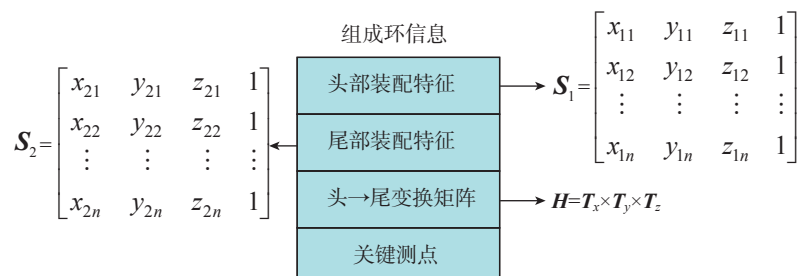 组成环信息
头部装配特征
尾部装配特征
头→尾变换矩阵
关键测点
S₁=
x₁₁ y₁₁ z₁₁ 1
x₁₂ y₁₂ z₁₂ 1
⋮ ⋮ ⋮ ⋮
x₁ₙ y₁ₙ z₁ₙ 1
S₂=
x₂₁ y₂₁ z₂₁ 1
x₂₂ y₂₂ z₂₂ 1
⋮ ⋮ ⋮ ⋮
x₂ₙ y₂ₙ z₂ₙ 1
H=Tₓ×T_y×T_z